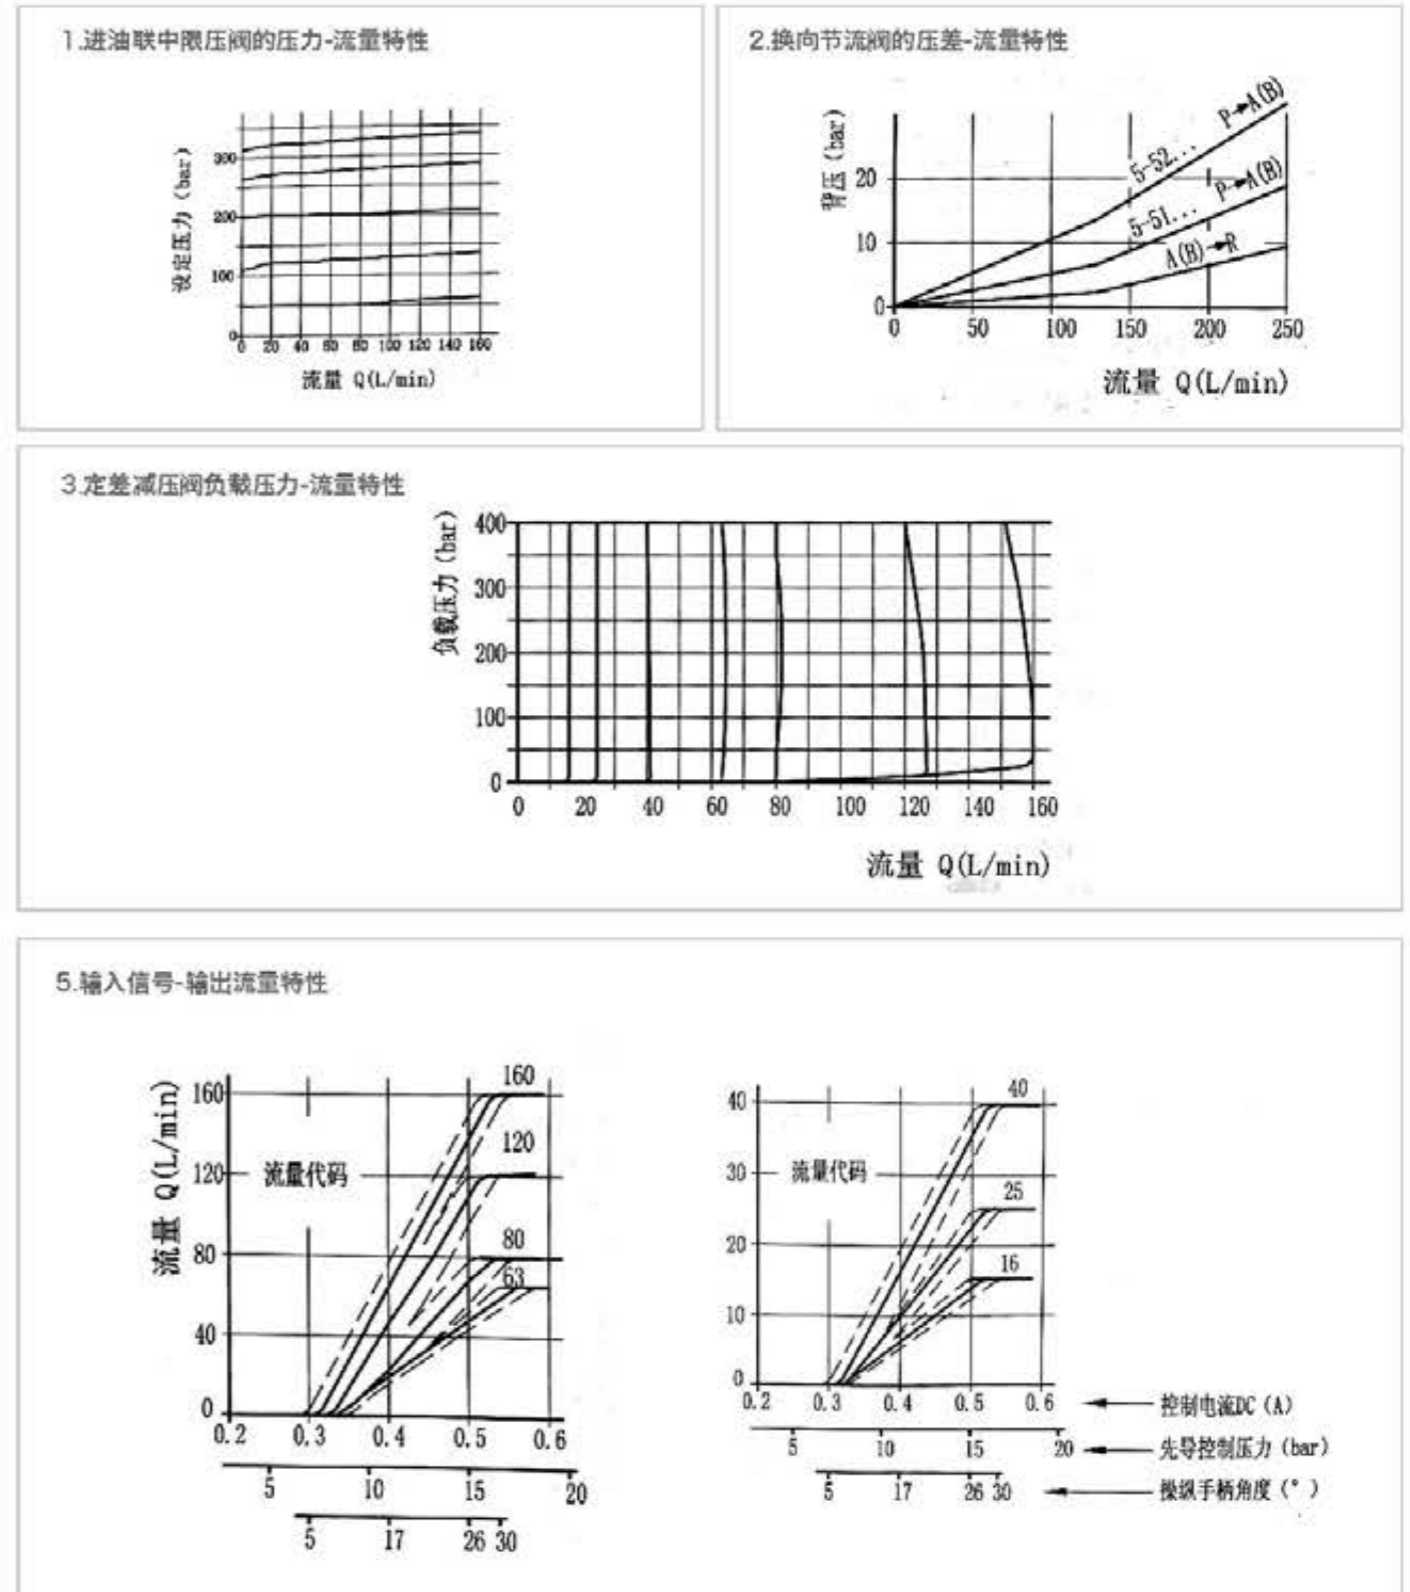 1.进油联中限压阀的压力-流量特性
设定压力 (bar)
300
200
100
0
0 20 40 60 80 100 120 140 160
流量 Q(L/min)
2.换向节流阀的压差-流量特性
背压 (bar)
20
10
0
5-52... P→A(B)
5-51... P→A(B)
A(B)→R
0 50 100 150 200 250
流量 Q(L/min)
3.定差减压阀负载压力-流量特性
负载压力 (bar)
400
300
200
100
0
0 20 40 60 80 100 120 140 160
流量 Q(L/min)
5.输入信号-输出流量特性
流量 Q(L/min)
160
120
80
40
0
流量代码
160
120
80
63
0.2 0.3 0.4 0.5 0.6
5 10 15 20
5 17 26 30
40
30
20
10
0
流量代码
40
25
16
0.2 0.3 0.4 0.5 0.6
控制电流DC(A)
5 10 15 20
先导控制压力(bar)
5 17 26 30
操纵手柄角度(°)